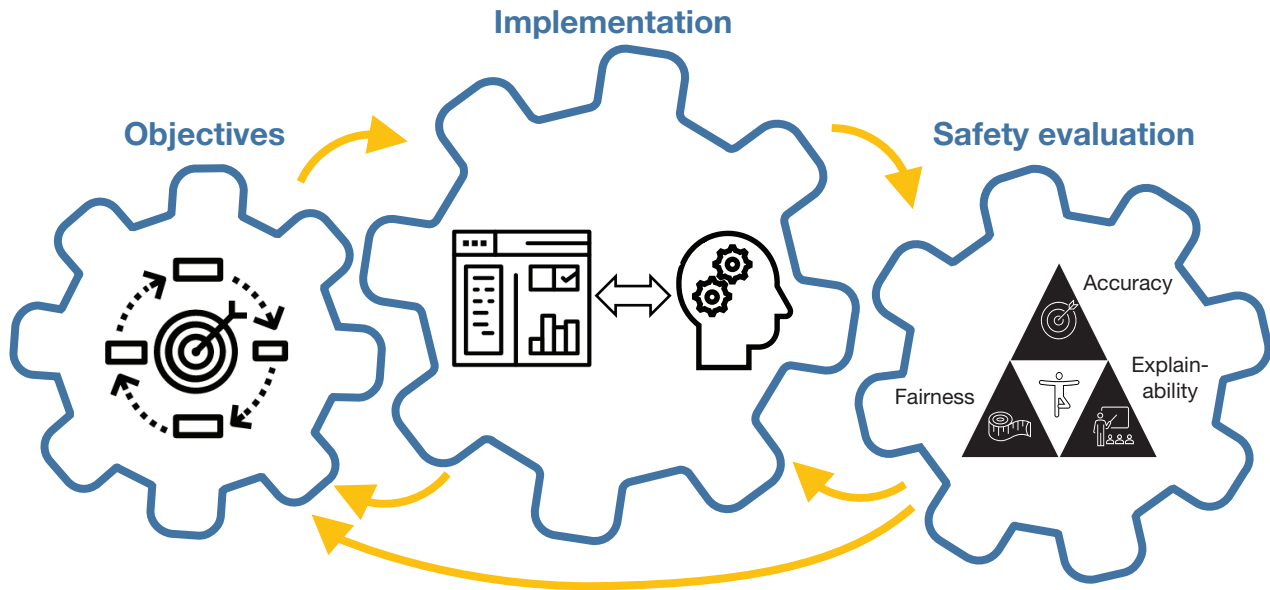 Implementation
Objectives
Safety evaluation
Accuracy
Explain-
ability
Fairness